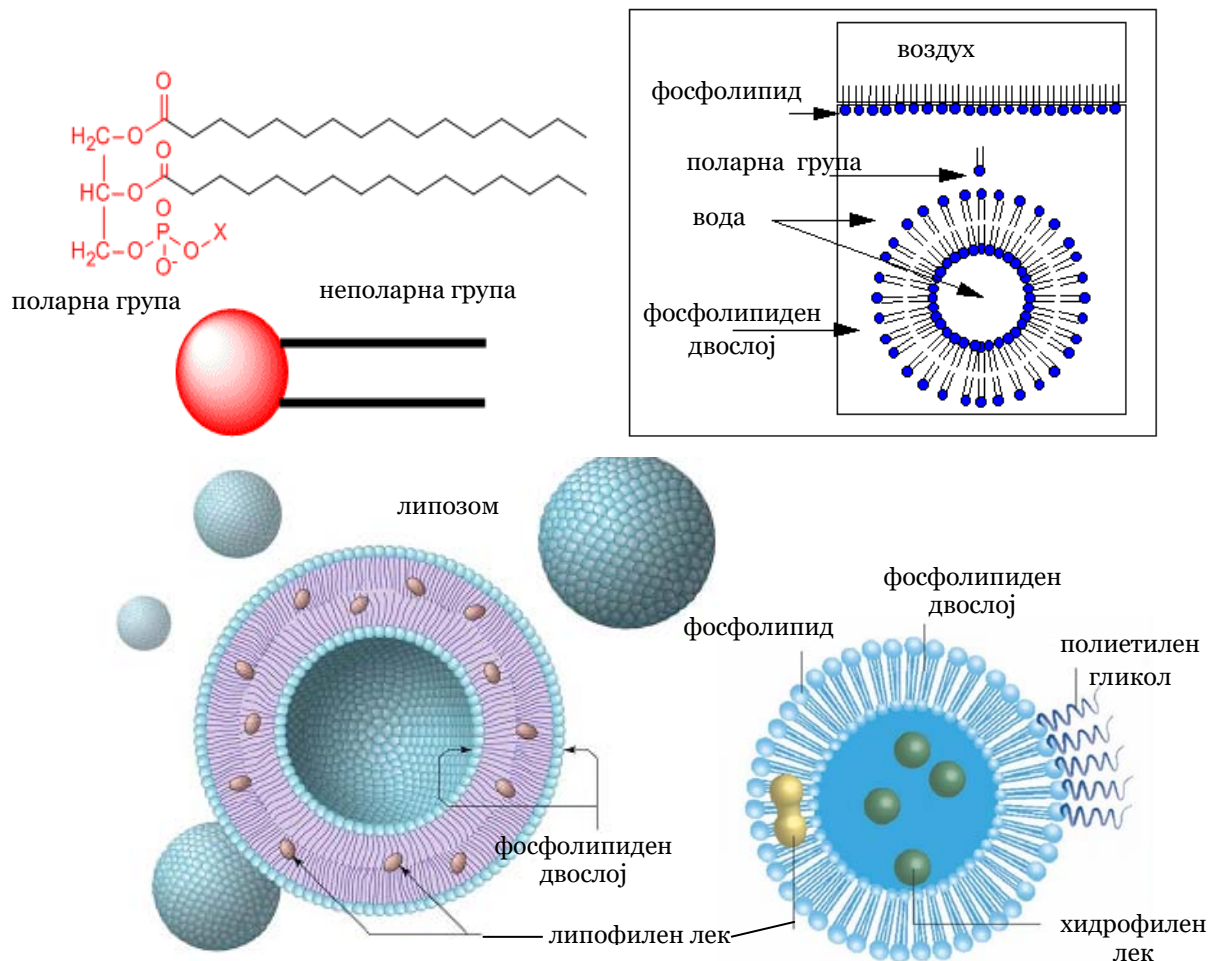 O
H₂C–O
O
HC–O
O
H₂C–O–P–O X
O-
поларна група
неполарна група
воздух
фосфолипид
поларна група
вода
фосфолипиден
двослој
липозом
фосфолипиден
двослој
липофилен лек
фосфолипиден
двослој
фосфолипид
полиетилен
гликол
хидрофилен
лек